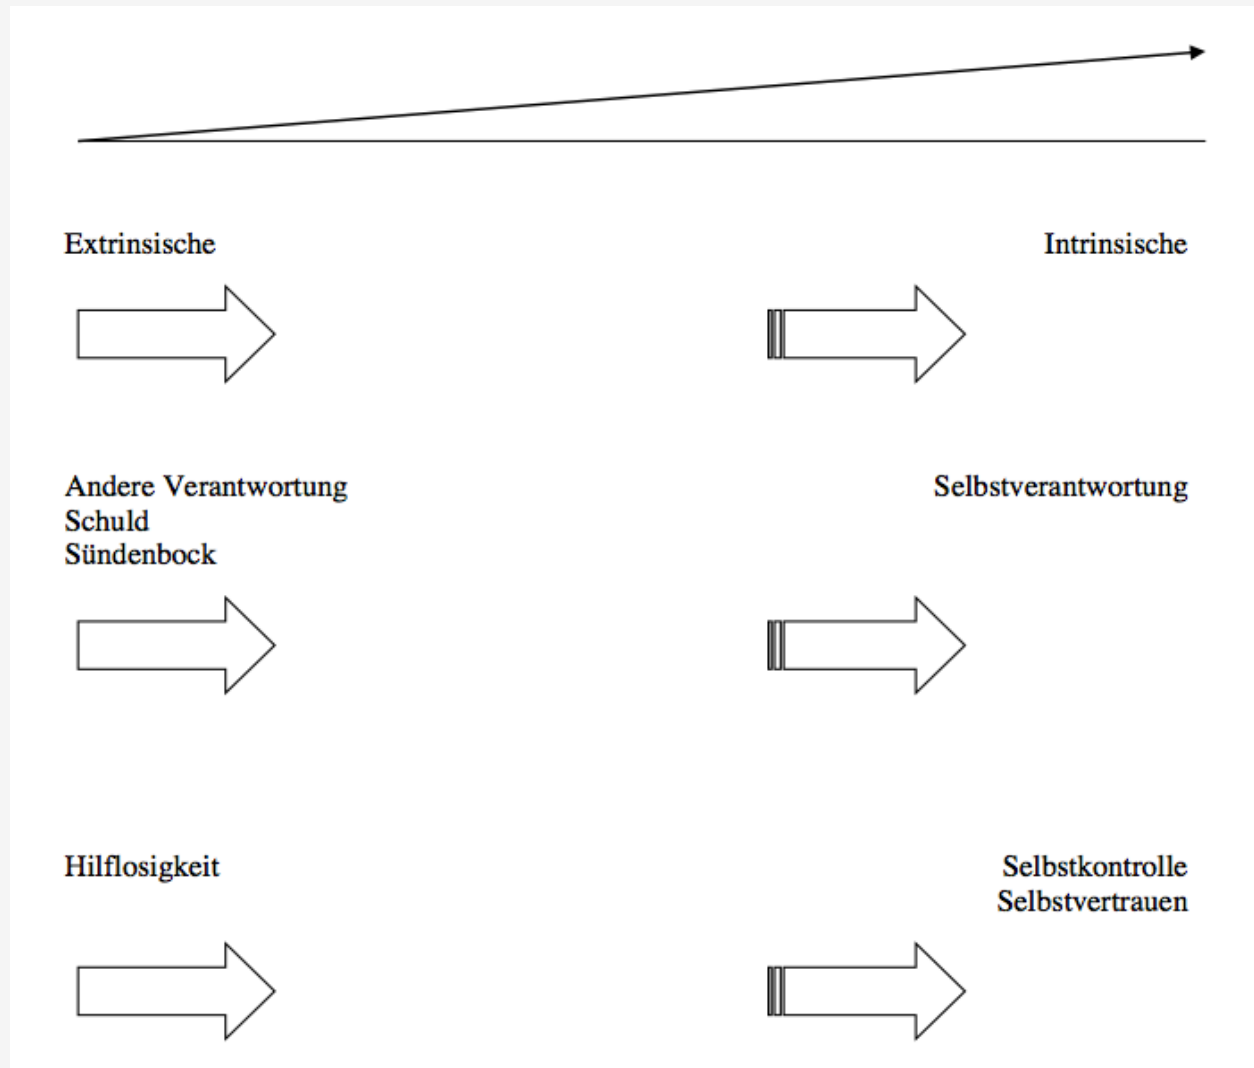 Extrinsische
Intrinsische
Andere Verantwortung
Selbstverantwortung
Schuld
Sündenbock
Hilflosigkeit
Selbstkontrolle
Selbstvertrauen